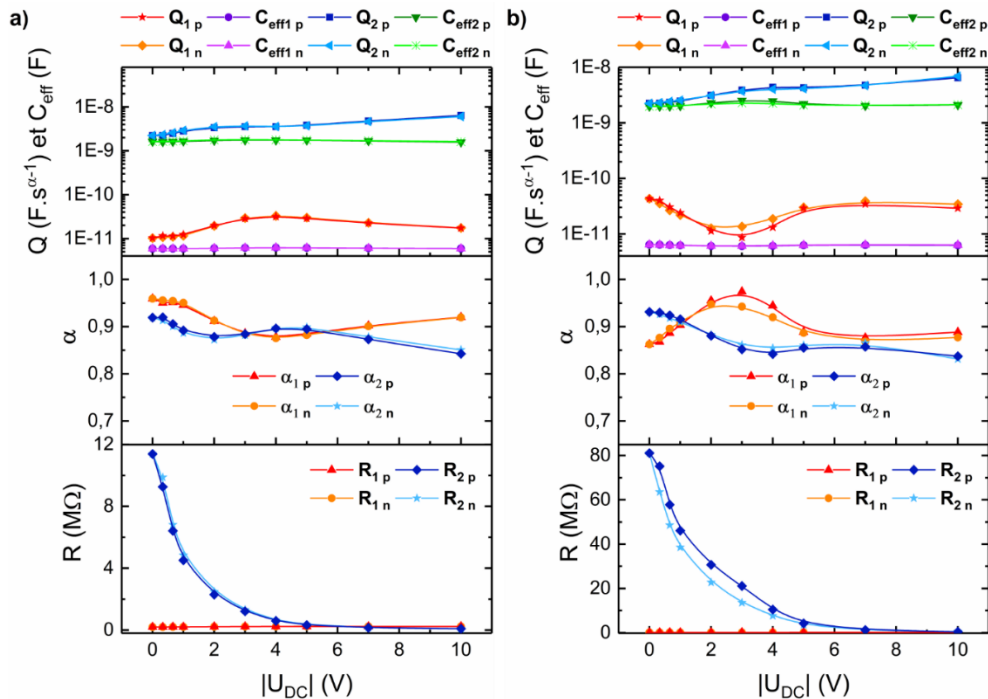 a)
Q1 p Ceff1 p Q2 p Ceff2 p
Q1 n Ceff1 n Q2 n Ceff2 n
Q (F.s^α-1) et Ceff (F)
1E-8
1E-9
1E-10
1E-11
α
1,0
0,9
0,8
0,7
α1 p α2 p
α1 n α2 n
R (MΩ)
12
8
4
0
R1 p R2 p
R1 n R2 n
0 2 4 6 8 10
|UDC| (V)
b)
Q1 p Ceff1 p Q2 p Ceff2 p
Q1 n Ceff1 n Q2 n Ceff2 n
Q (F.s^α-1) et Ceff (F)
1E-8
1E-9
1E-10
1E-11
α
1,0
0,9
0,8
0,7
α1 p α2 p
α1 n α2 n
R (MΩ)
80
60
40
20
0
R1 p R2 p
R1 n R2 n
0 2 4 6 8 10
|UDC| (V)